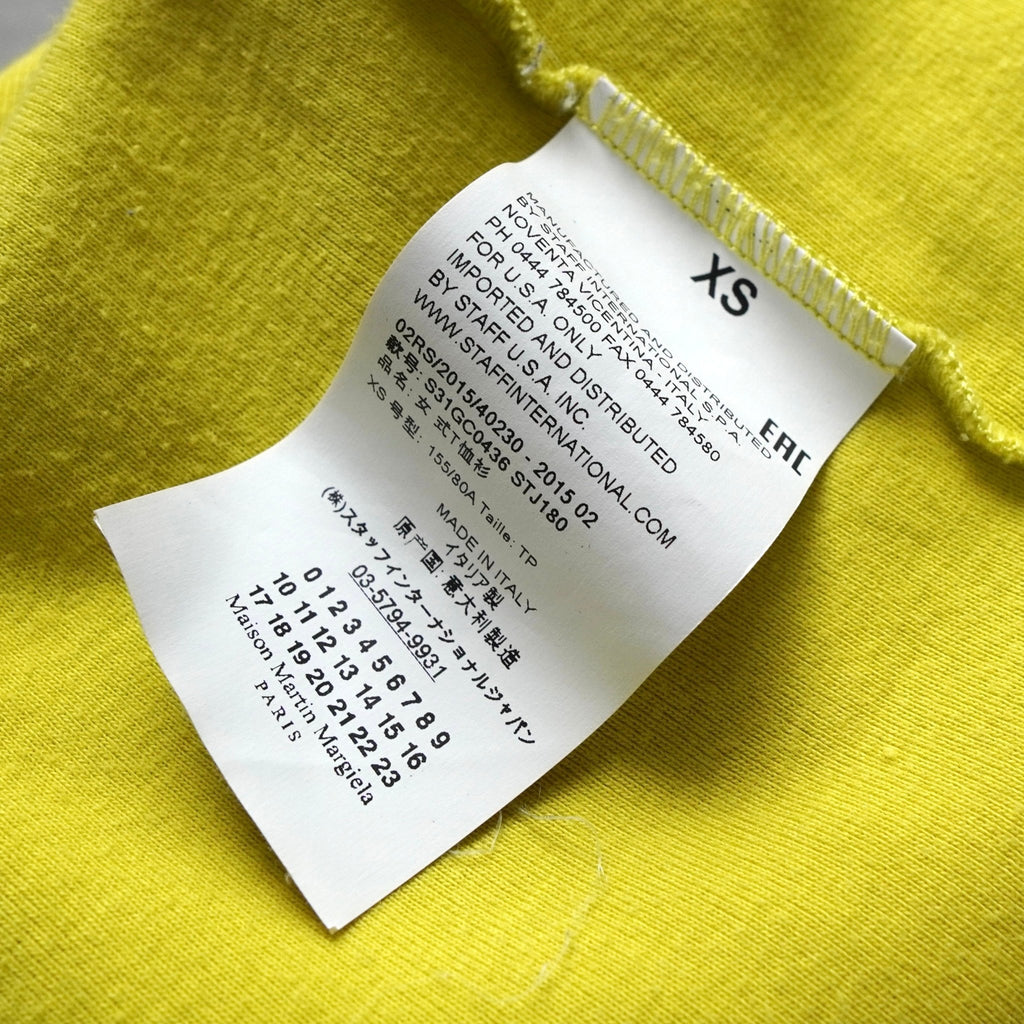 XS
EAC
MANUFACTURED AND DISTRIBUTED
BY STAFF INTERNATIONAL S.P.A.
NOVENTA VICENTINA - ITALY
PH 0444 784500 FAX 0444 784580
FOR U.S.A. ONLY
IMPORTED AND DISTRIBUTED
BY STAFF U.S.A. INC.
WWW.STAFFINTERNATIONAL.COM
02RS/2015/40230 - 2015 02
款号: S31GC0436 STJ180
品名: 女 式T恤衫
XS 号型: 155/80A Taille: TP
MADE IN ITALY
イタリア製
原产国: 意大利製造
(株)スタッフインターナショナルジャパン
03-5794-9931
0 1 2 3 4 5 6 7 8 9
10 11 12 13 14 15 16
17 18 19 20 21 22 23
Maison Martin Margiela
PARIS